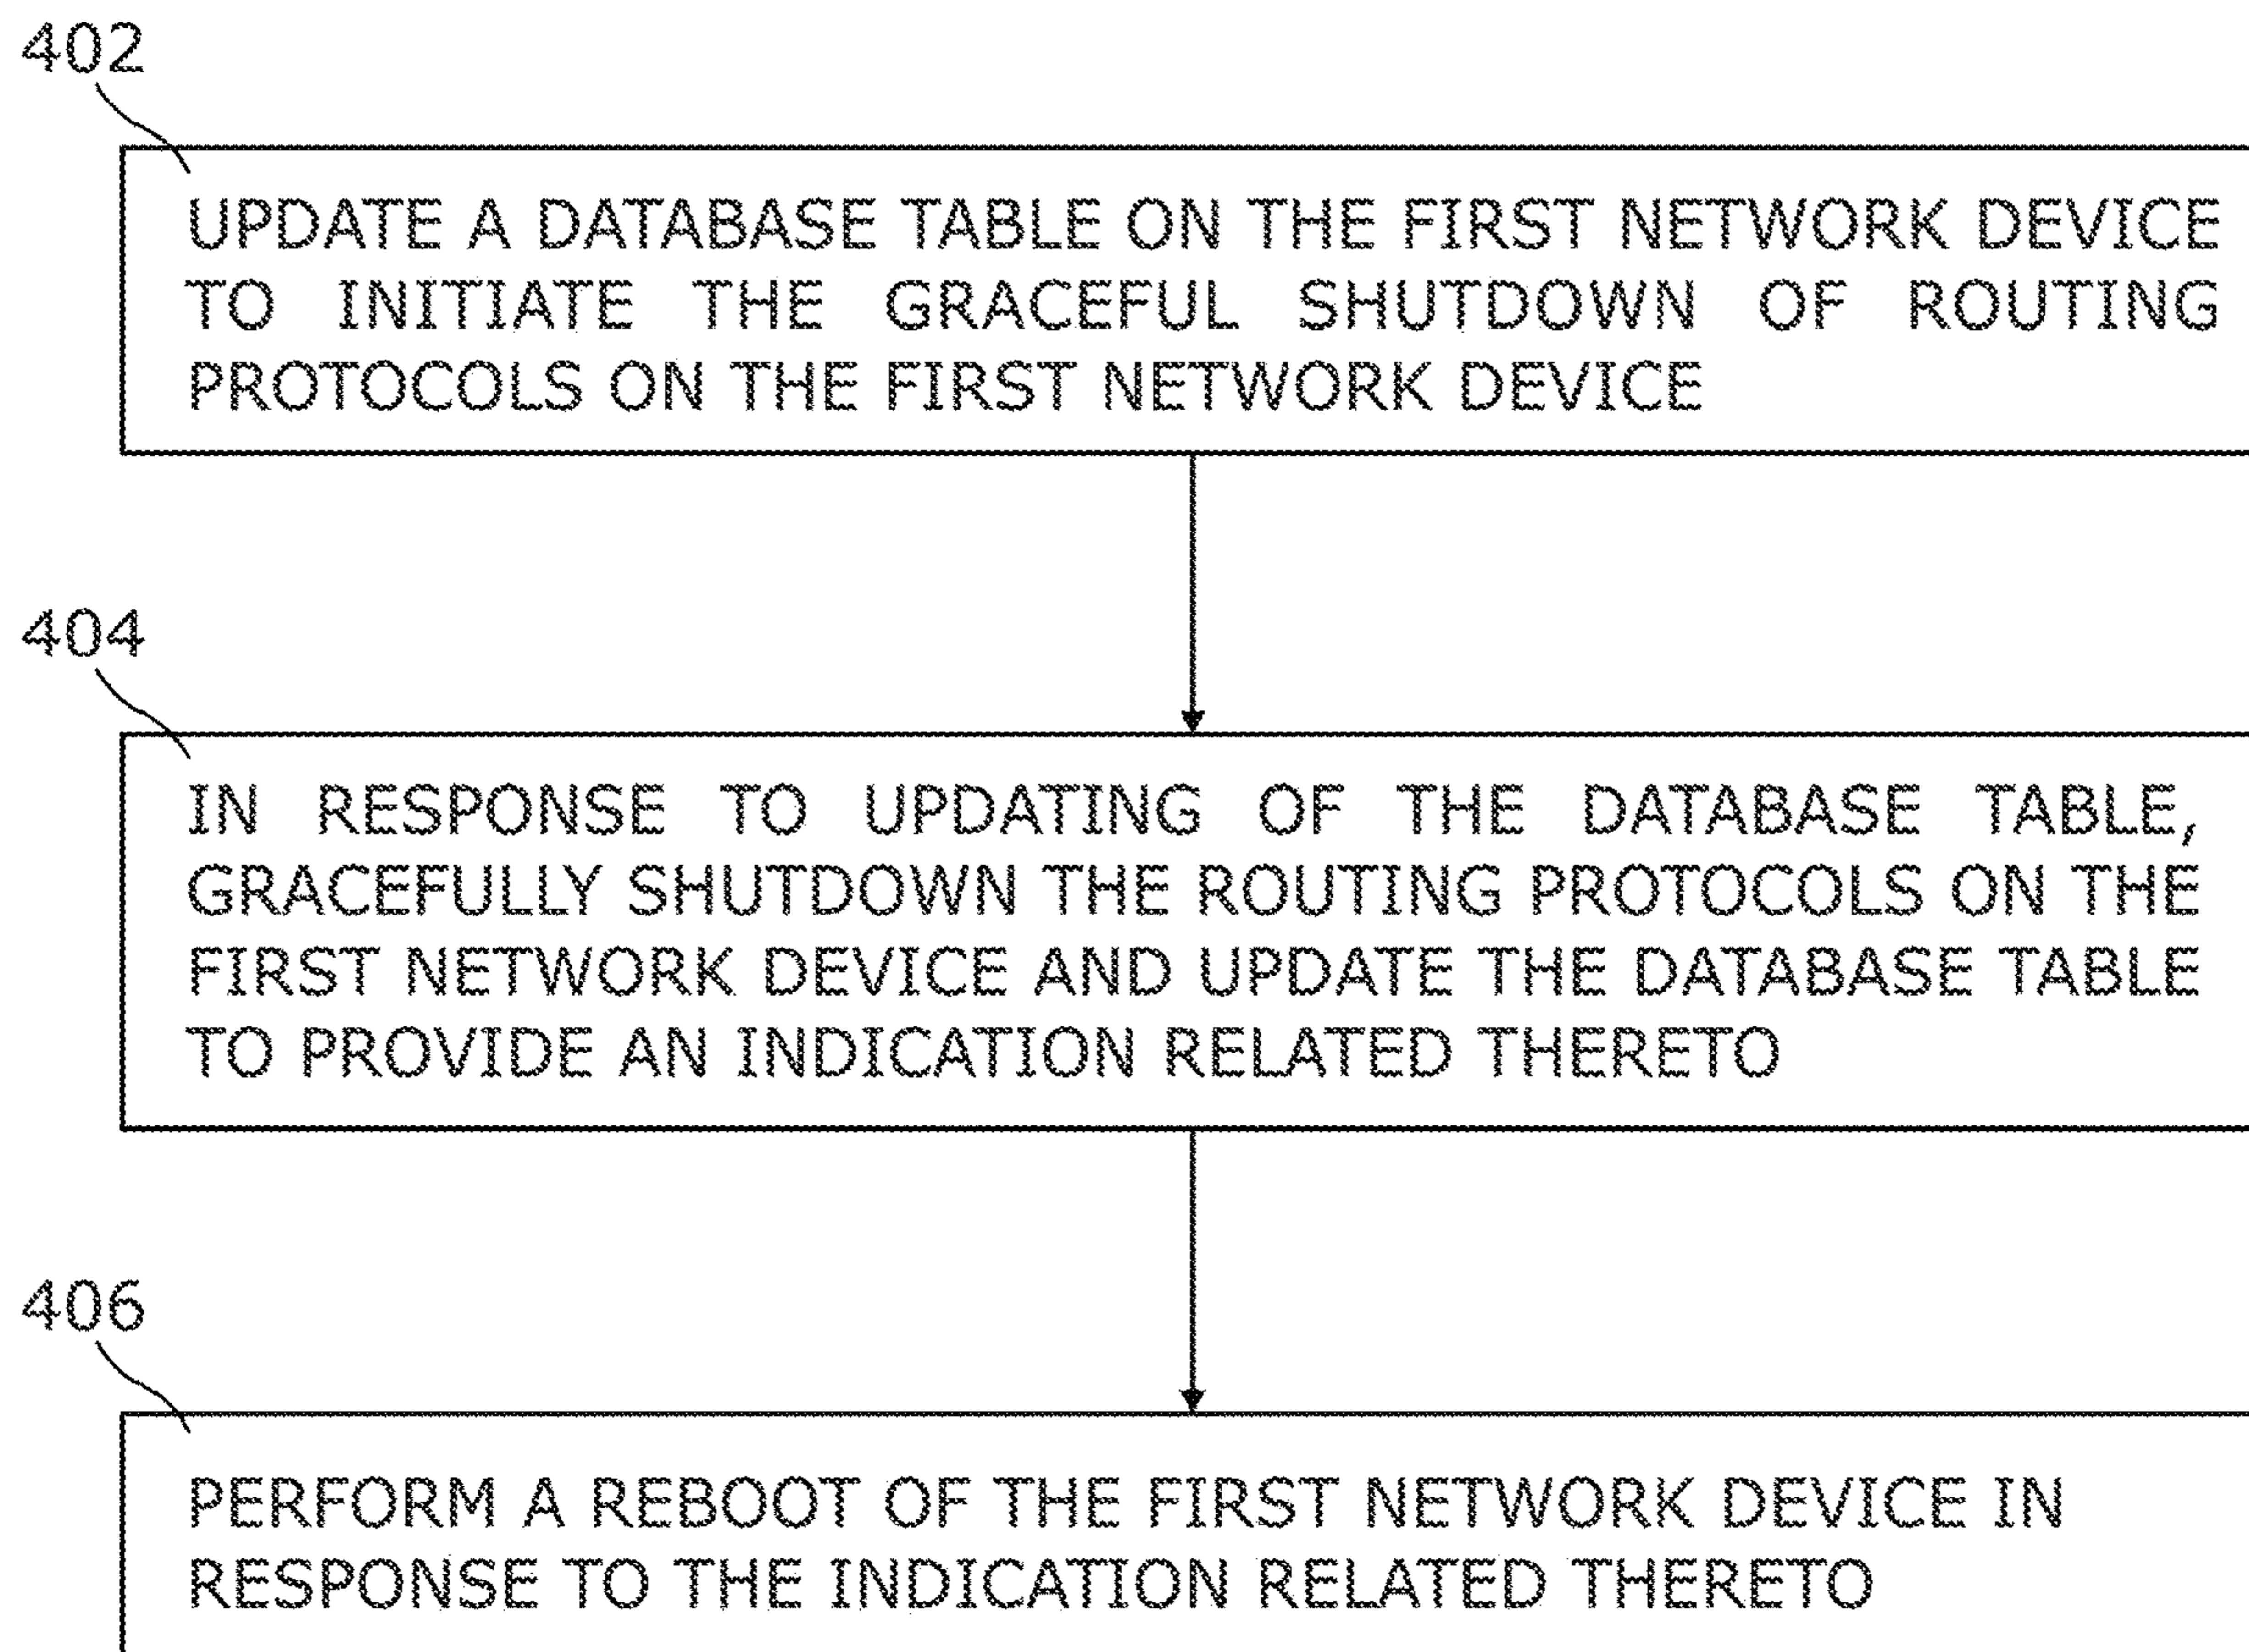 402
UPDATE A DATABASE TABLE ON THE FIRST NETWORK DEVICE
TO INITIATE THE GRACEFUL SHUTDOWN OF ROUTING
PROTOCOLS ON THE FIRST NETWORK DEVICE
404
IN RESPONSE TO UPDATING OF THE DATABASE TABLE,
GRACEFULLY SHUTDOWN THE ROUTING PROTOCOLS ON THE
FIRST NETWORK DEVICE AND UPDATE THE DATABASE TABLE
TO PROVIDE AN INDICATION RELATED THERETO
406
PERFORM A REBOOT OF THE FIRST NETWORK DEVICE IN
RESPONSE TO THE INDICATION RELATED THERETO